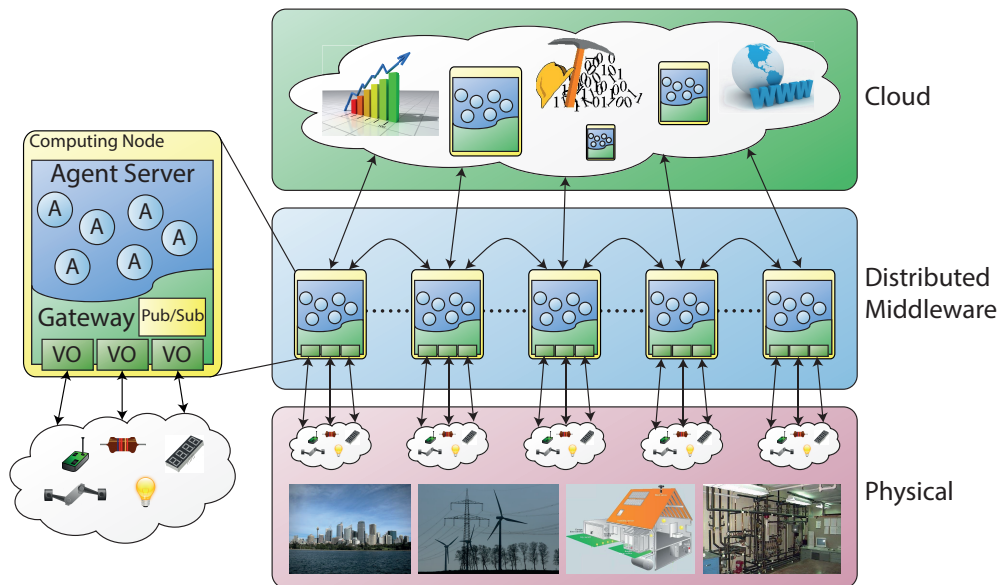 Cloud
WWW
Computing Node
Agent Server
A
A
A
A
A
A
A
Gateway
Pub/Sub
VO
VO
VO
Distributed
Middleware
Physical